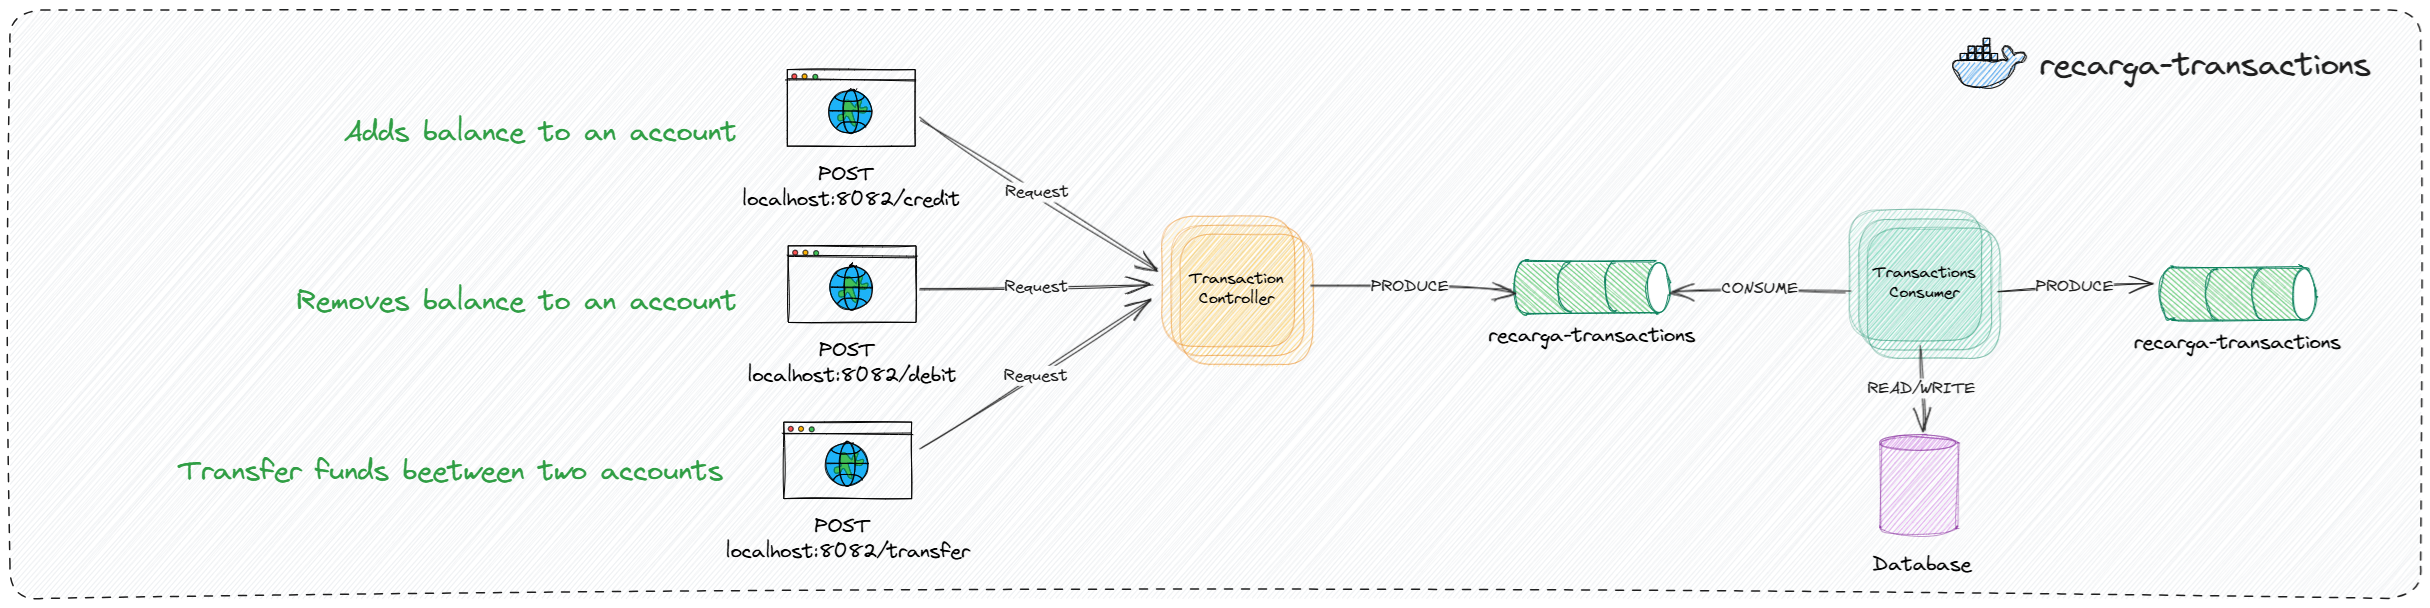 recarga-transactions
Adds balance to an account
POST
localhost:8082/credit
Request
Removes balance to an account
POST
localhost:8082/debit
Request
Transfer funds beetween two accounts
POST
localhost:8082/transfer
Request
Transaction
Controller
PRODUCE
recarga-transactions
CONSUME
Transactions
Consumer
PRODUCE
recarga-transactions
READ/WRITE
Database